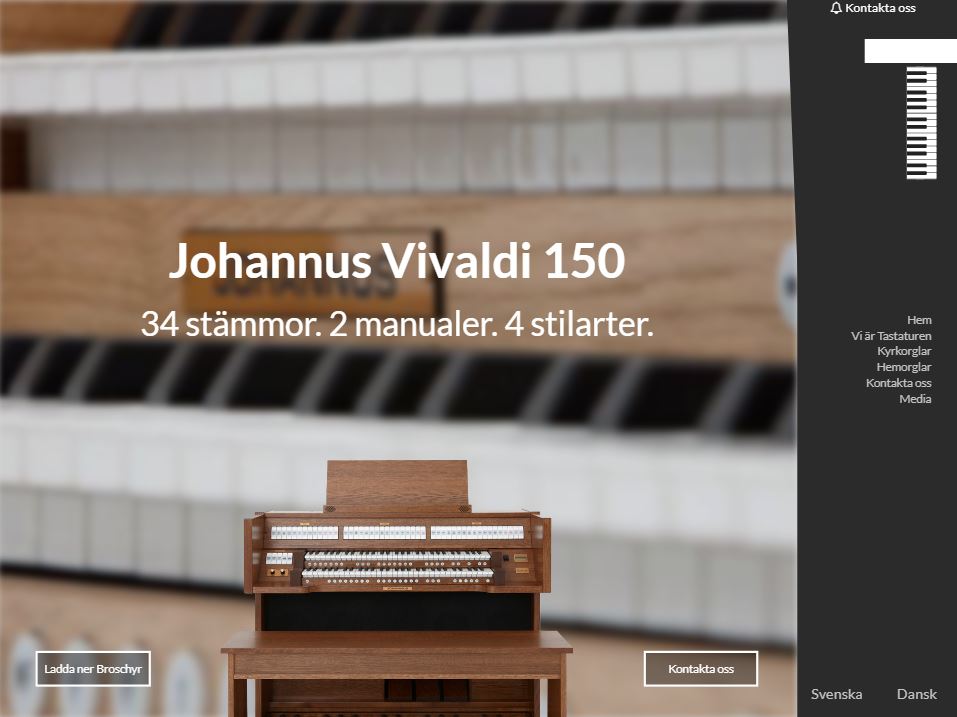 Kontakta oss
Johannus Vivaldi 150
34 stämmor. 2 manualer. 4 stilarter.
JOHANNUS
Hem
Vi är Tastaturen
Kyrkorglar
Hemorglar
Kontakta oss
Media
Ladda ner Broschyr
Kontakta oss
Svenska
Dansk